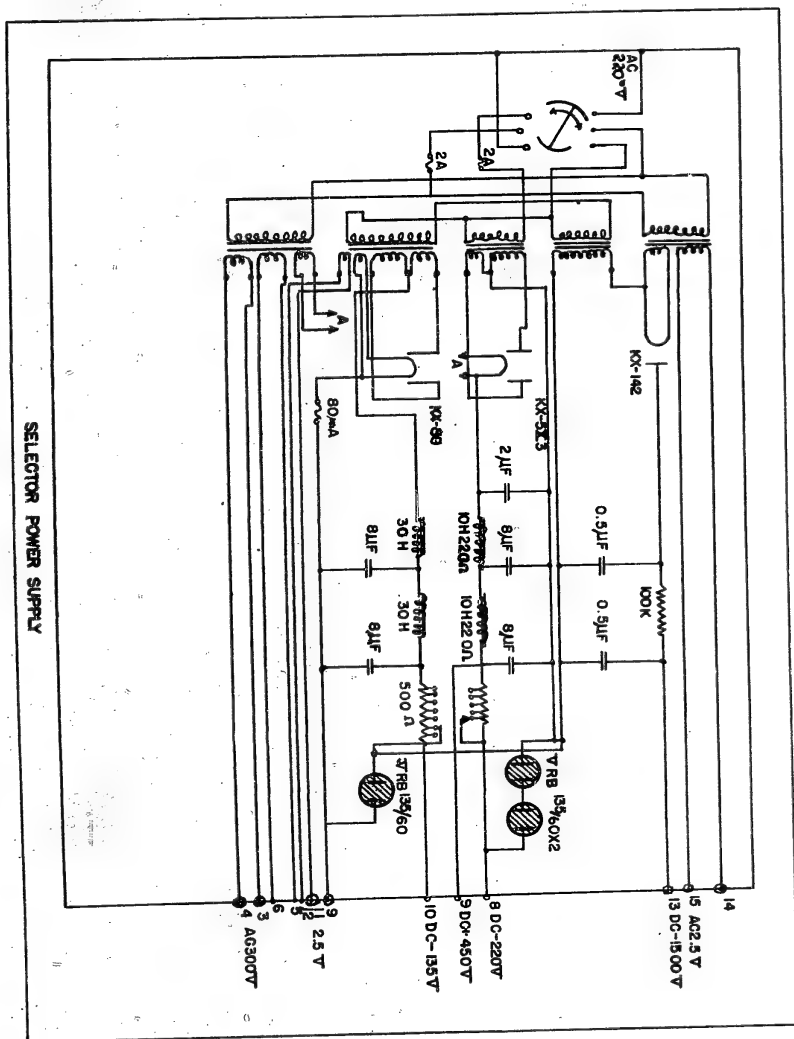 AC
220~V
2A
2A
KX-142
KX-5Z3
KX-80
A
A
80mA
2µF
0.5µF
100K
0.5µF
10H220Ω
8µF
10H220Ω
8µF
30H
8µF
30H
8µF
500Ω
VRB 135/60X2
VRB 135/60
14
15 AC2.5V
13 DC-1500V
8 DC-220V
9 DC+450V
10 DC-135V
9
11
12 2.5V
5
6
3
4 AC300V
SELECTOR POWER SUPPLY